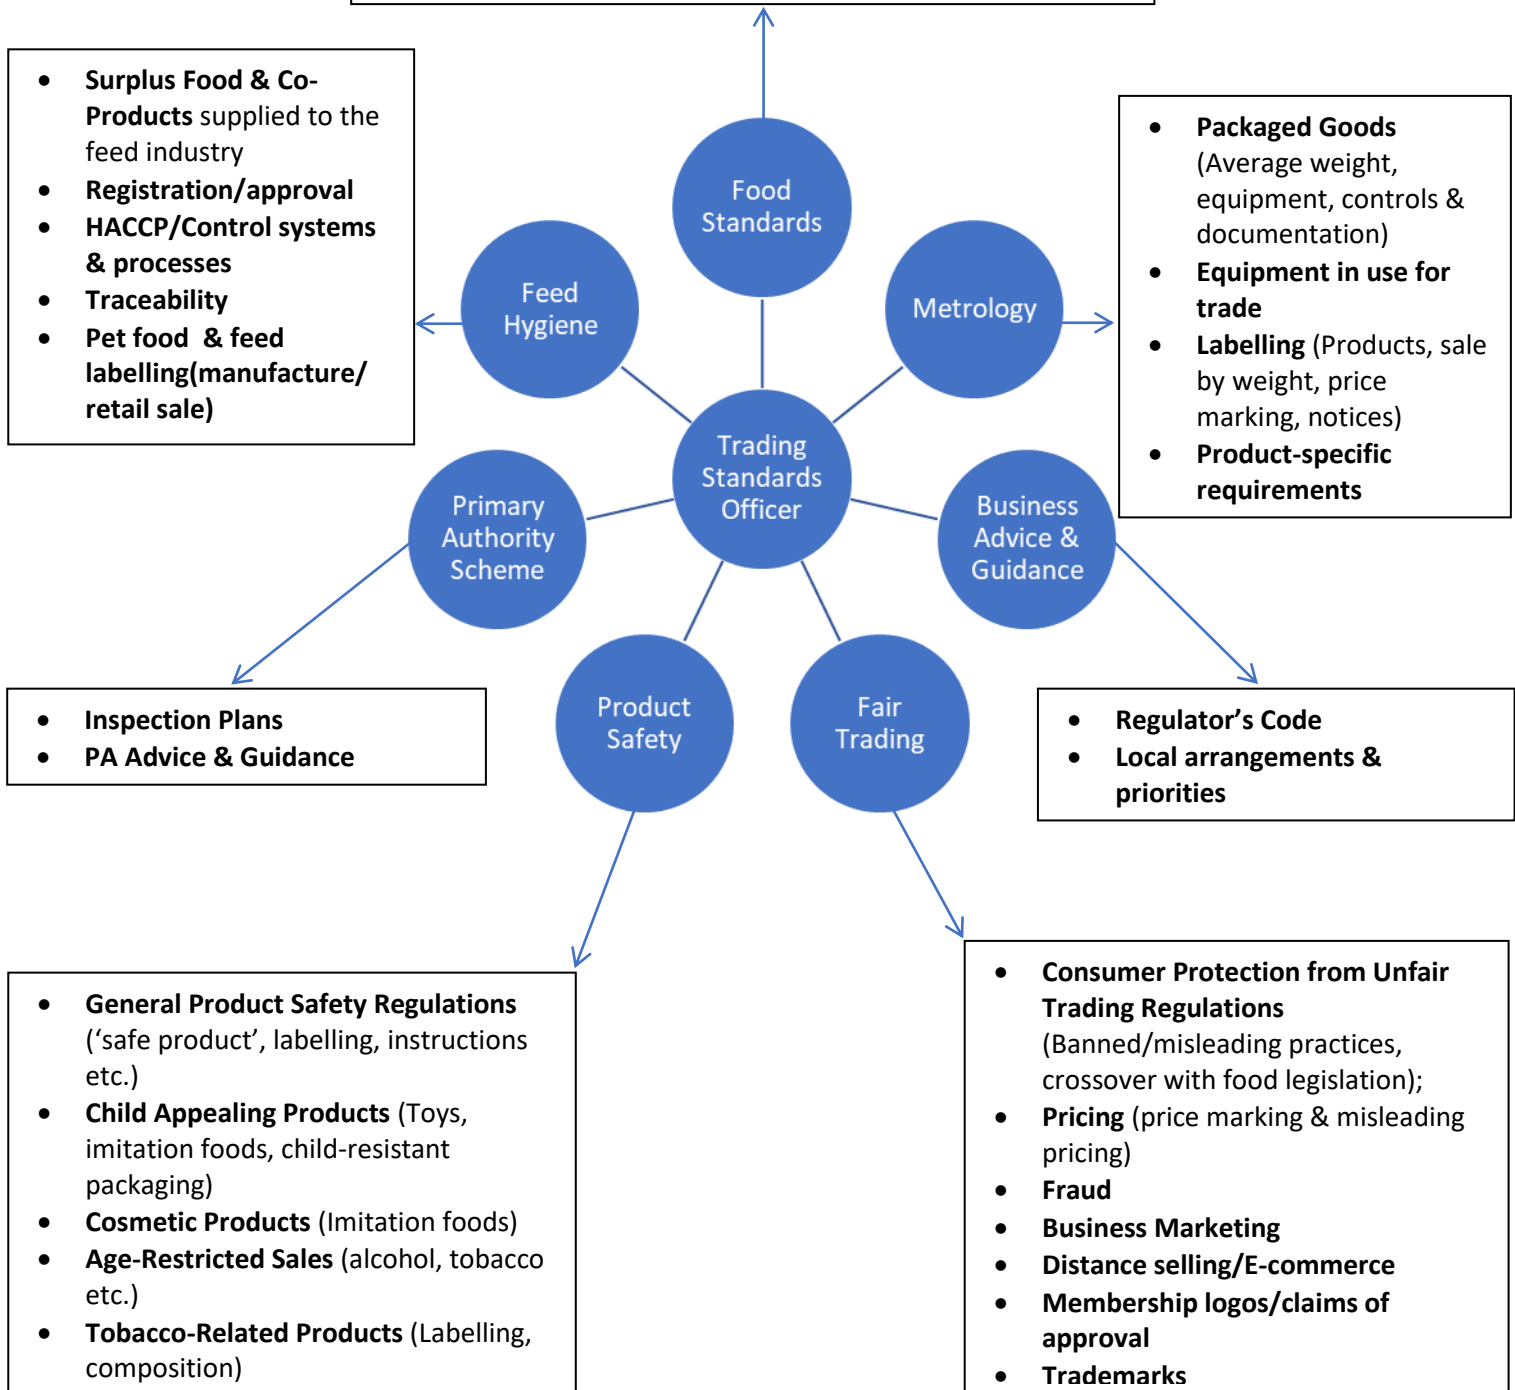 • Surplus Food & Co-
Products supplied to the
feed industry
• Registration/approval
• HACCP/Control systems
& processes
• Traceability
• Pet food  & feed
labelling(manufacture/
retail sale)
Food
Standards
Feed
Hygiene
Metrology
• Packaged Goods
(Average weight,
equipment, controls &
documentation)
• Equipment in use for
trade
• Labelling (Products, sale
by weight, price
marking, notices)
• Product-specific
requirements
Trading
Standards
Officer
Primary
Authority
Scheme
Business
Advice &
Guidance
Product
Safety
Fair
Trading
• Inspection Plans
• PA Advice & Guidance
• Regulator’s Code
• Local arrangements &
priorities
• General Product Safety Regulations
(‘safe product’, labelling, instructions
etc.)
• Child Appealing Products (Toys,
imitation foods, child-resistant
packaging)
• Cosmetic Products (Imitation foods)
• Age-Restricted Sales (alcohol, tobacco
etc.)
• Tobacco-Related Products (Labelling,
composition)
• Consumer Protection from Unfair
Trading Regulations
(Banned/misleading practices,
crossover with food legislation);
• Pricing (price marking & misleading
pricing)
• Fraud
• Business Marketing
• Distance selling/E-commerce
• Membership logos/claims of
approval
• Trademarks